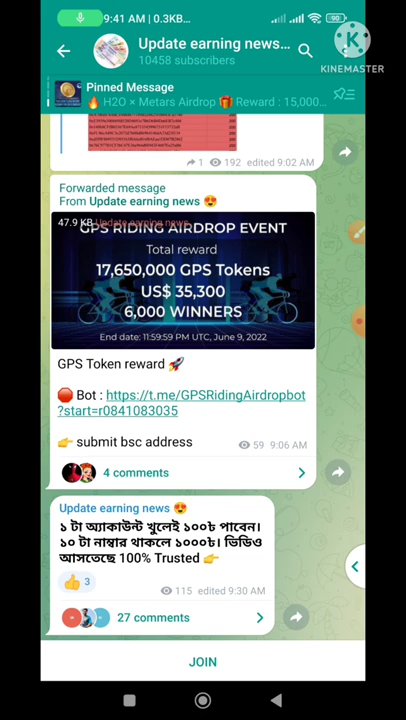 9:41 AM | 0.3KB...
90
Update earning news...
10458 subscribers
KINEMASTER
Pinned Message
🔥 H2O × Metars Airdrop 🎁 Reward : 15,000...
1 192 edited 9:02 AM
Forwarded message
From Update earning news 😍
47.9 KB Update earning news
GPS RIDING AIRDROP EVENT
Total reward
17,650,000 GPS Tokens
US$ 35,300
6,000 WINNERS
End date: 11:59:59 PM UTC, June 9, 2022
GPS Token reward 🚀
🛑 Bot : https://t.me/GPSRidingAirdropbot
?start=r0841083035
👉 submit bsc address
59 9:06 AM
4 comments
Update earning news 😍
১ টা অ্যাকাউন্ট খুলেই ১০০৳ পাবেন।
১০ টা নাম্বার থাকলে ১০০০৳। ভিডিও
আসতেছে 100% Trusted 👉
👍 3
115 edited 9:30 AM
27 comments
JOIN